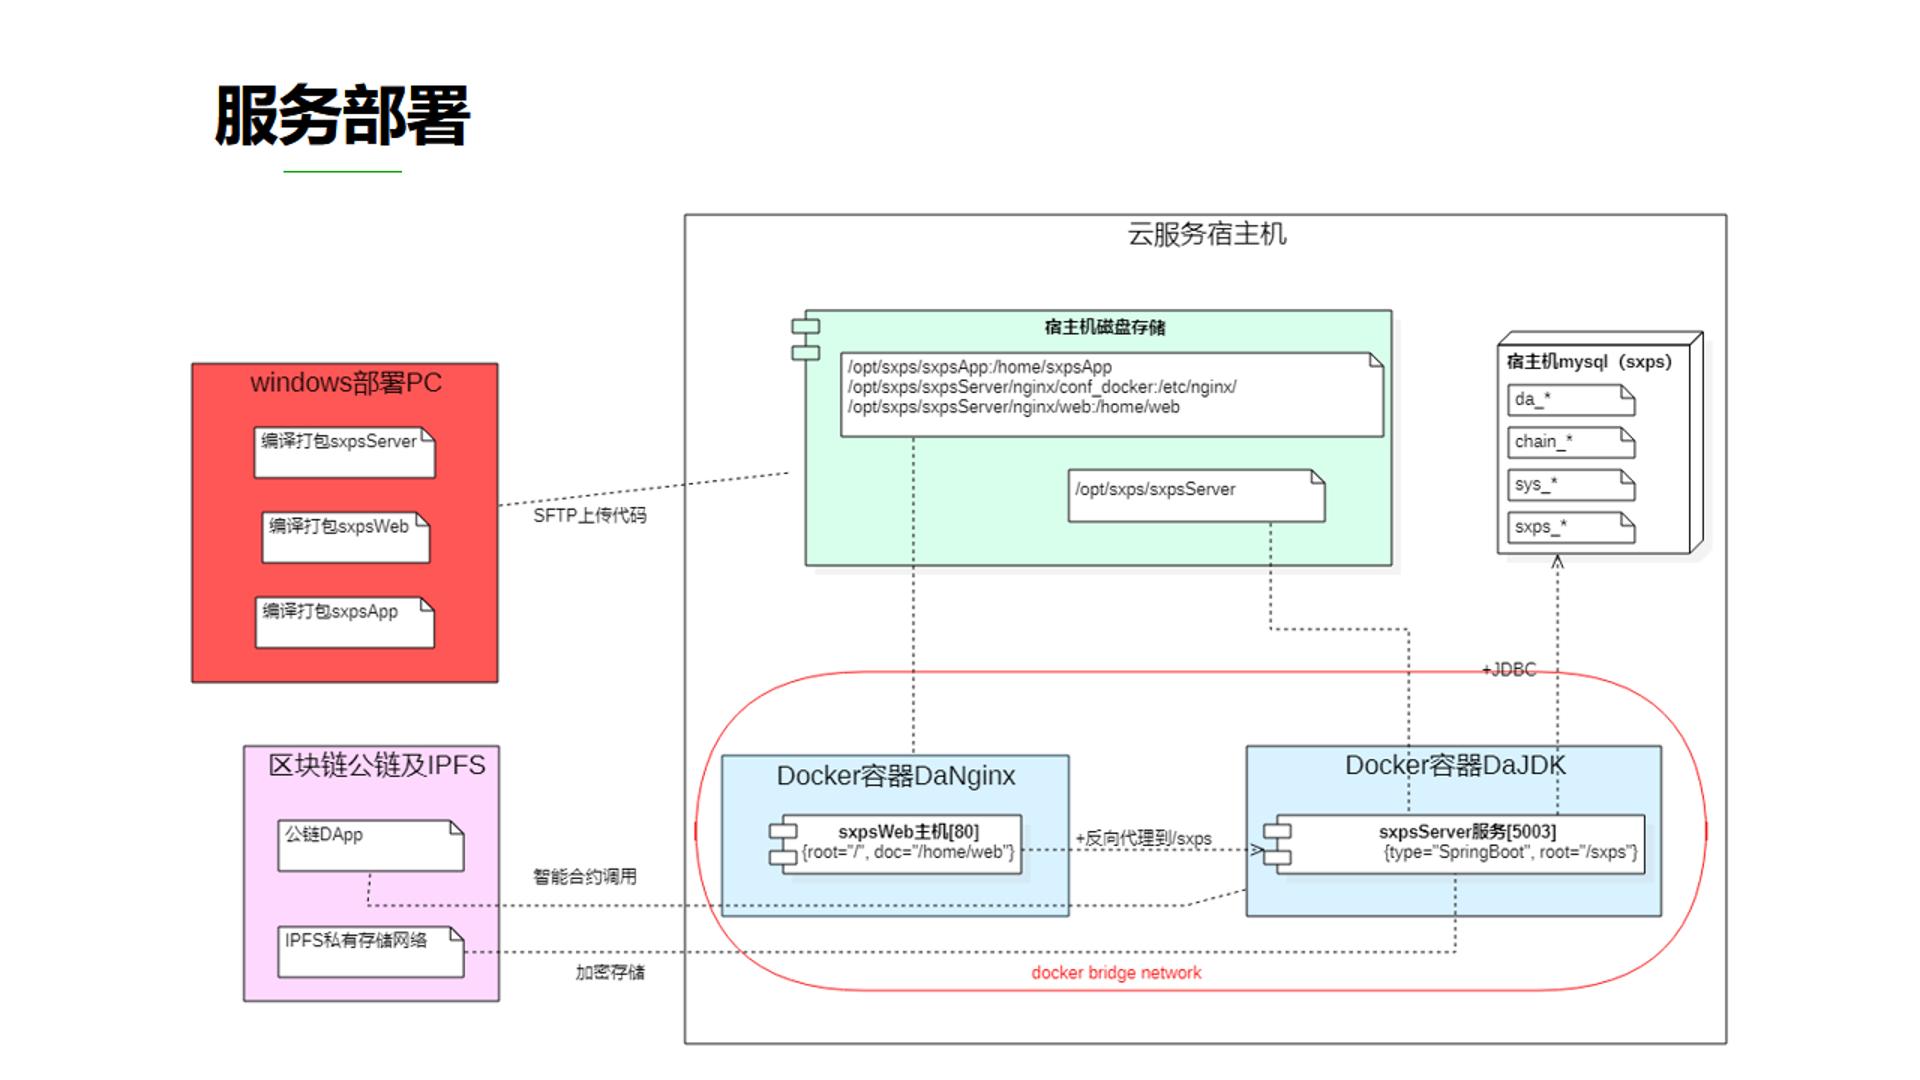 服务部署
云服务宿主机
宿主机磁盘存储
/opt/sxps/sxpsApp:/home/sxpsApp
/opt/sxps/sxpsServer/nginx/conf_docker:/etc/nginx/
/opt/sxps/sxpsServer/nginx/web:/home/web
/opt/sxps/sxpsServer
宿主机mysql（sxps）
da_*
chain_*
sys_*
sxps_*
windows部署PC
编译打包sxpsServer
编译打包sxpsWeb
编译打包sxpsApp
SFTP上传代码
+JDBC
区块链公链及IPFS
公链DApp
IPFS私有存储网络
智能合约调用
加密存储
Docker容器DaNginx
sxpsWeb主机[80]
{root="/", doc="/home/web"}
+反向代理到/sxps
Docker容器DaJDK
sxpsServer服务[5003]
{type="SpringBoot", root="/sxps"}
docker bridge network